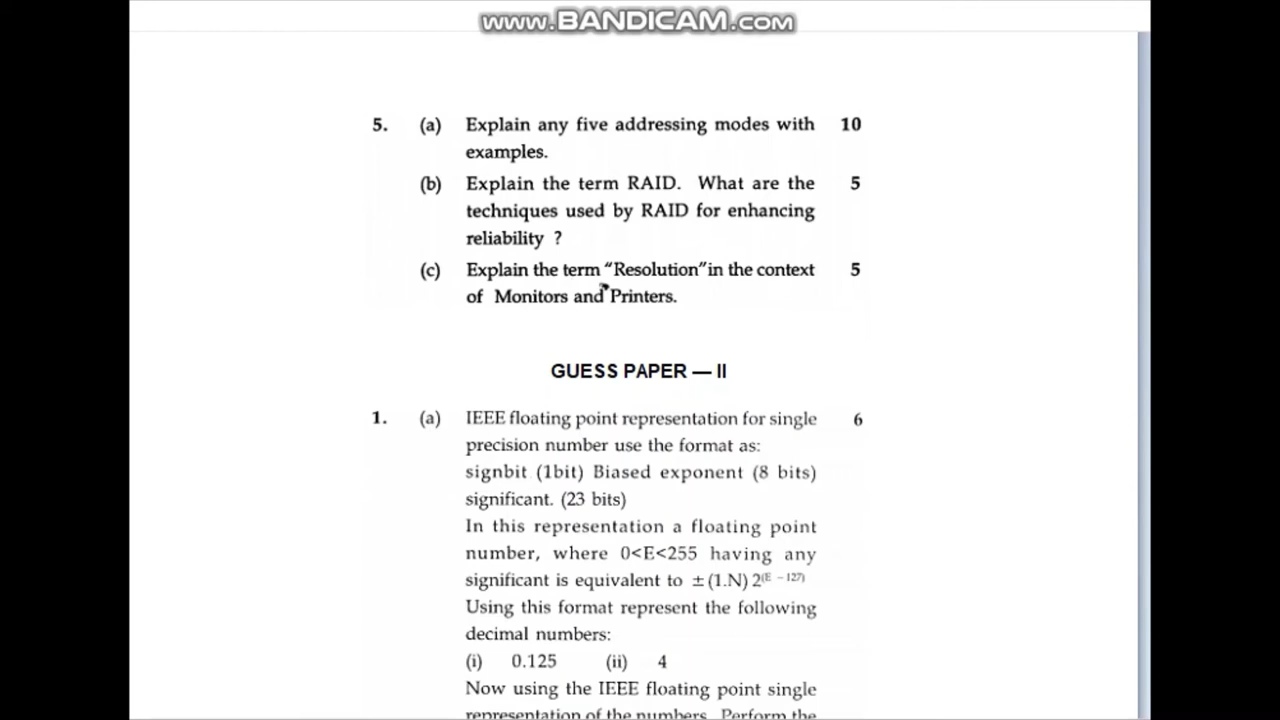 www.BANDICAM.com
5. (a) Explain any five addressing modes with 10
examples.
(b) Explain the term RAID. What are the 5
techniques used by RAID for enhancing
reliability ?
(c) Explain the term “Resolution”in the context 5
of Monitors and Printers.
GUESS PAPER — II
1. (a) IEEE floating point representation for single 6
precision number use the format as:
signbit (1bit) Biased exponent (8 bits)
significant. (23 bits)
In this representation a floating point
number, where 0<E<255 having any
significant is equivalent to ±(1.N) 2^(E − 127)
Using this format represent the following
decimal numbers:
(i) 0.125 (ii) 4
Now using the IEEE floating point single
representation of the numbers. Perform the